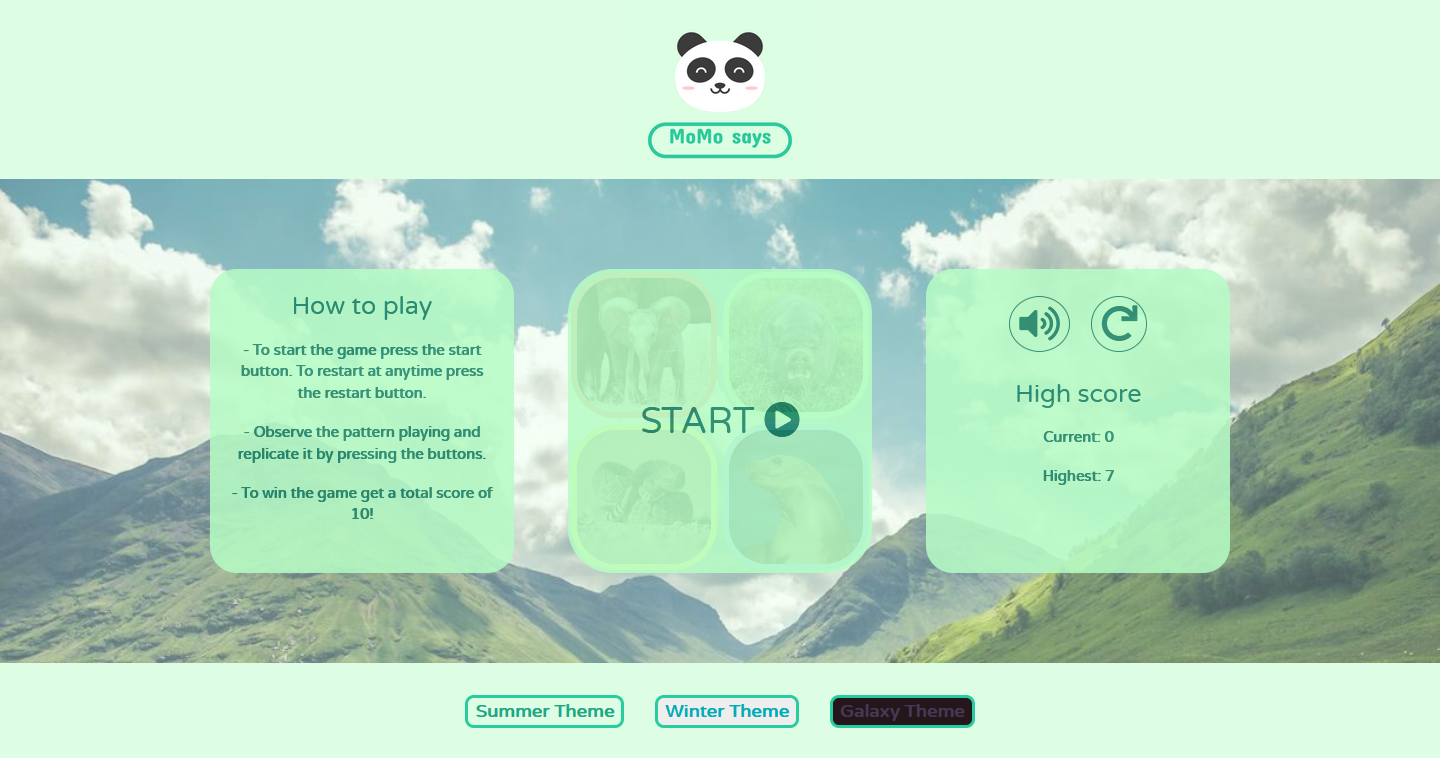 MoMo says
How to play
- To start the game press the start
button. To restart at anytime press
the restart button.
- Observe the pattern playing and
replicate it by pressing the buttons.
- To win the game get a total score of
10!
START
High score
Current: 0
Highest: 7
Summer Theme
Winter Theme
Galaxy Theme